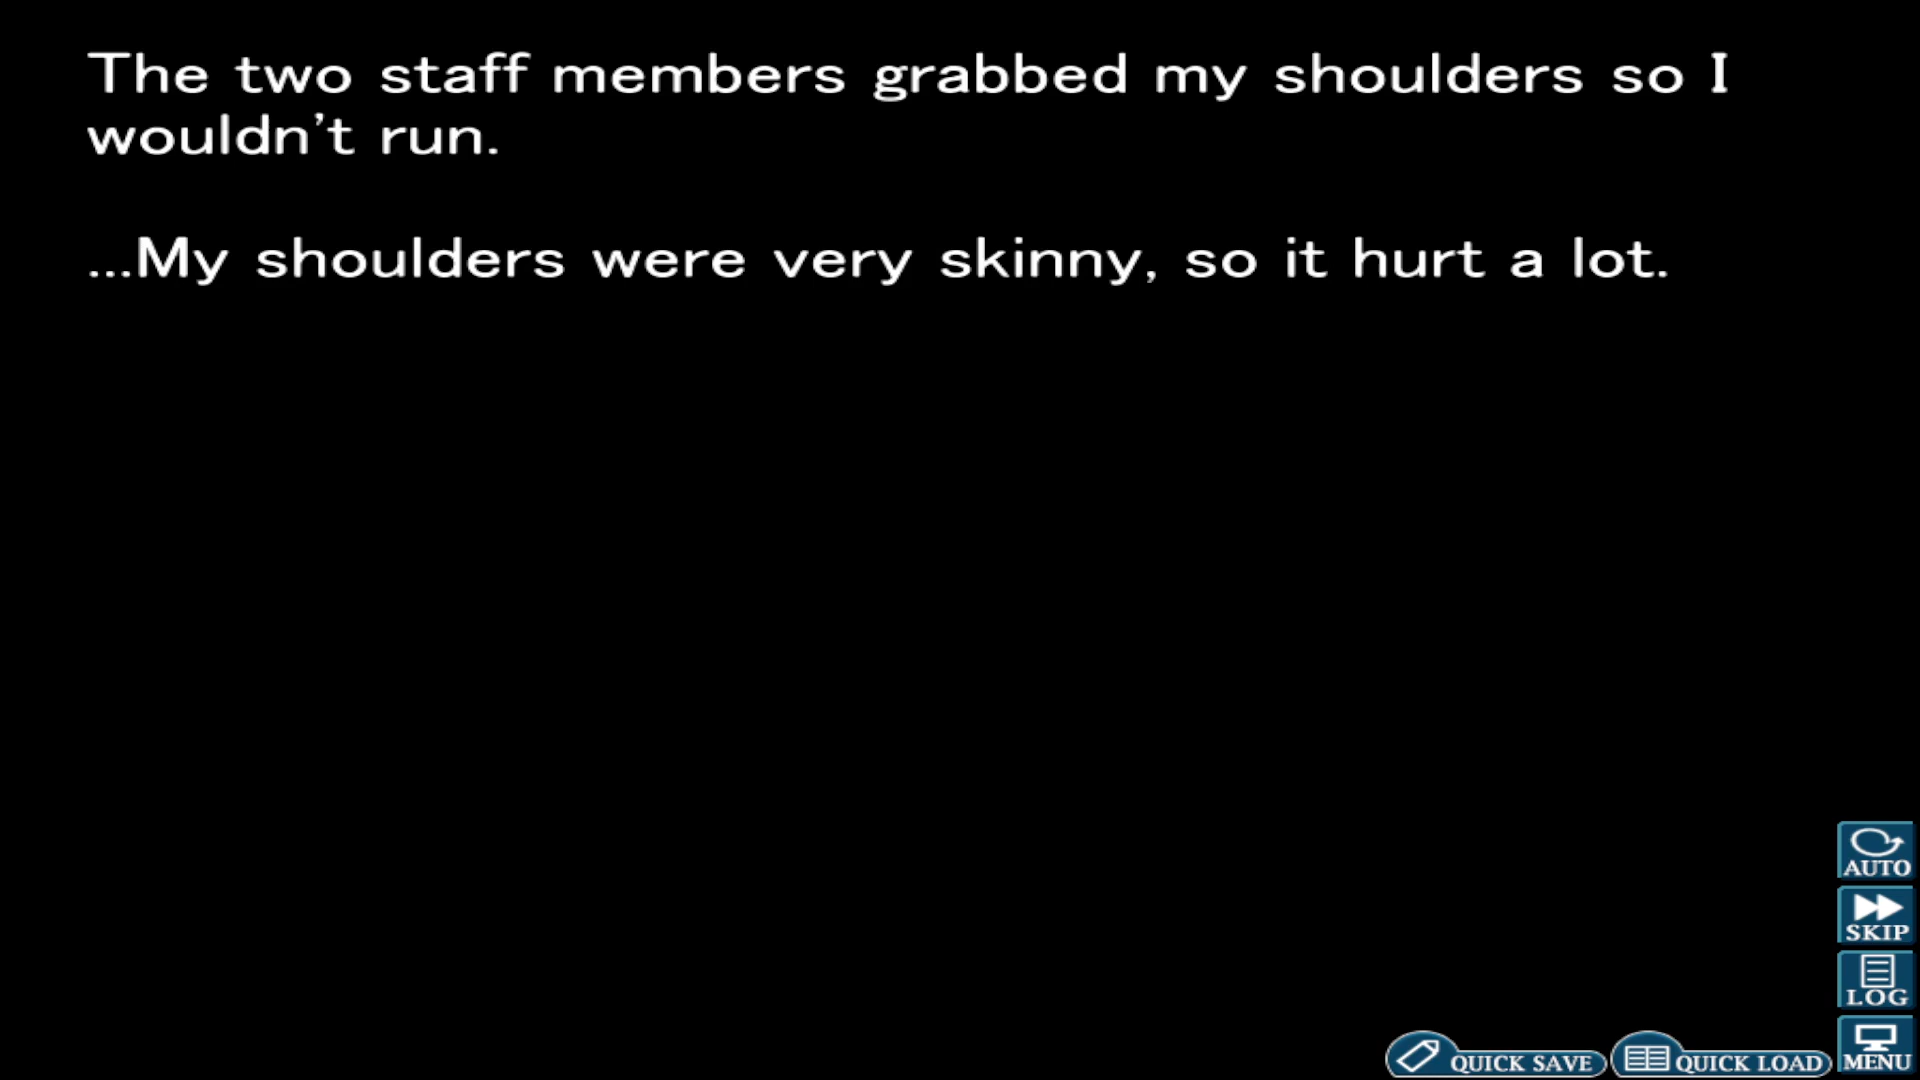 The two staff members grabbed my shoulders so I
wouldn't run.
...My shoulders were very skinny, so it hurt a lot.
AUTO
SKIP
LOG
QUICK SAVE
QUICK LOAD
MENU